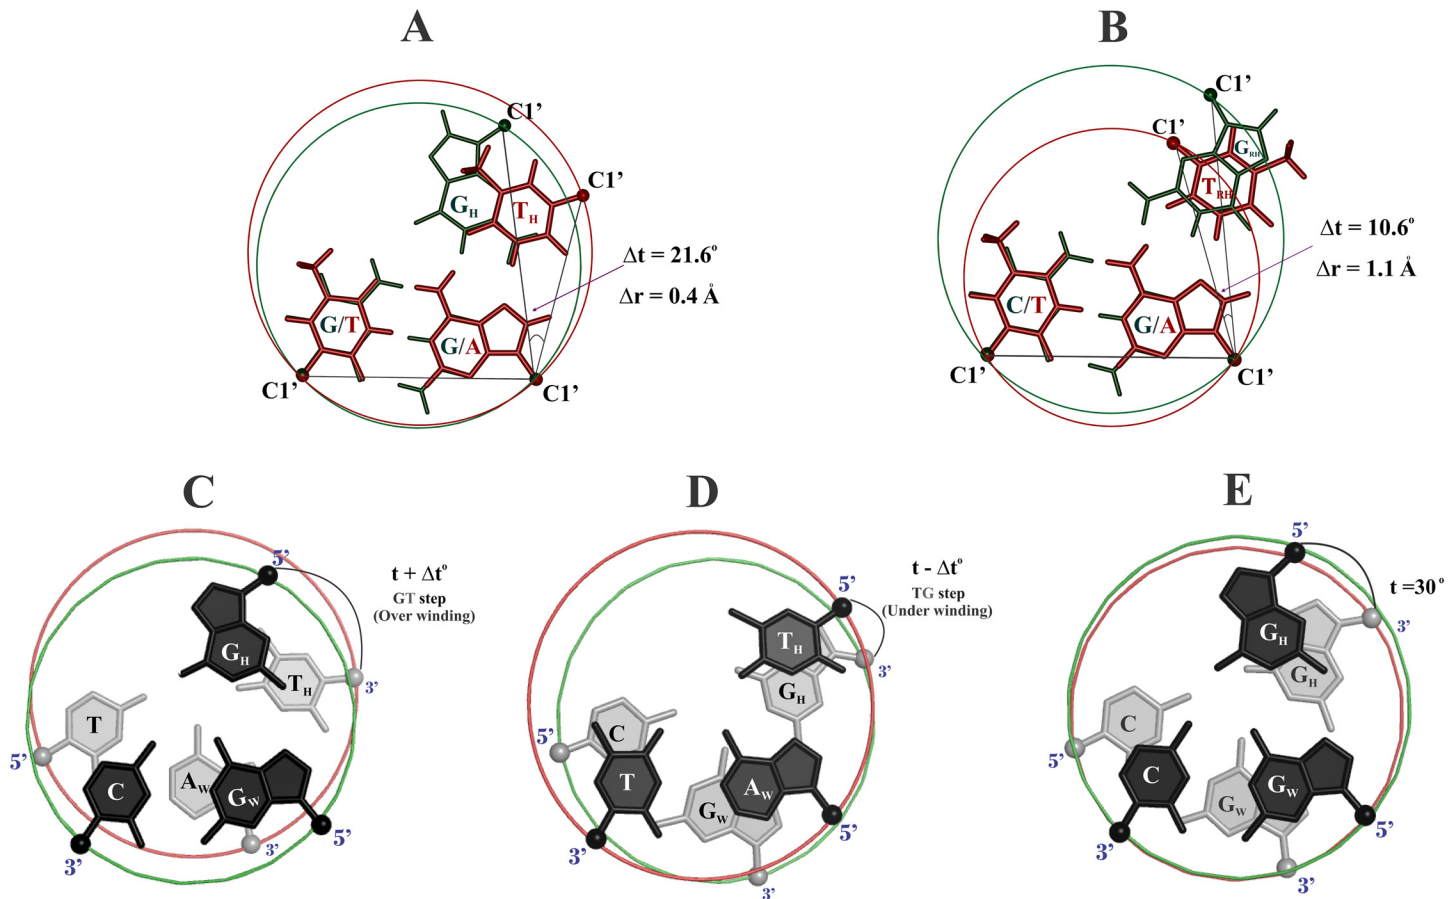 A
B
C1'
C1'
G_H
T_H
Δt = 21.6°
Δr = 0.4 Å
G/T
G/A
C1'
C1'
C1'
C1'
G_RH
T_RH
Δt = 10.6°
Δr = 1.1 Å
C/T
G/A
C1'
C1'
C
D
E
5'
t + Δt°
GT step
(Over winding)
G_H
T_H
3'
T
5'
C
A_W
G_W
3'
3'
5'
5'
t - Δt°
TG step
(Under winding)
T_H
G_H
3'
5'
C
T
G_W
A_W
3'
5'
3'
5'
t =30°
G_H
3'
G_H
C
5'
C
G_W
G_W
3'
5'
3'